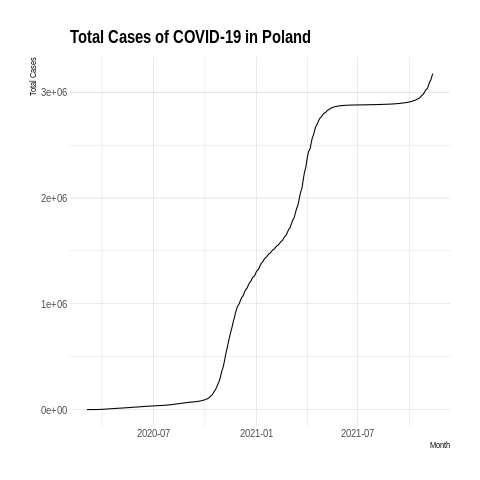 Total Cases of COVID-19 in Poland
Total Cases
3e+06
2e+06
1e+06
0e+00
2020-07
2021-01
2021-07
Month